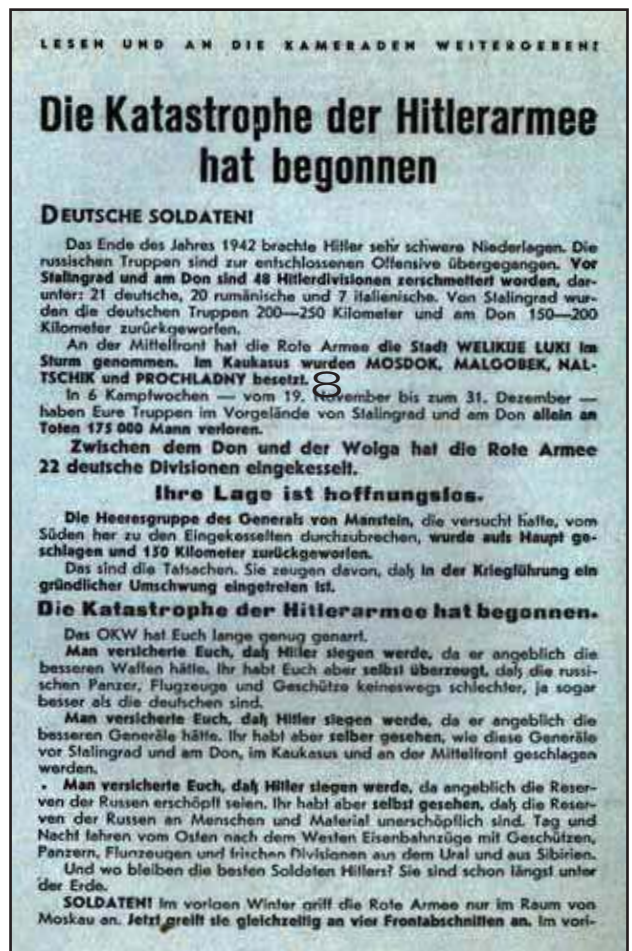 LESEN UND AN DIE KAMERADEN WEITERGEBEN!
Die Katastrophe der Hitlerarmee
hat begonnen
DEUTSCHE SOLDATEN!
Das Ende des Jahres 1942 brachte Hitler sehr schwere Niederlagen. Die
russischen Truppen sind zur entschlossenen Offensive übergegangen. Vor
Stalingrad und am Don sind 48 Hitlerdivisionen zerschmettert worden, dar-
unter: 21 deutsche, 20 rumänische und 7 italienische. Von Stalingrad wur-
den die deutschen Truppen 200—250 Kilometer und am Don 150—200
Kilometer zurückgeworfen.
An der Mittelfront hat die Rote Armee die Stadt WELIKIJE LUKI im
Sturm genommen. Im Kaukasus wurden MOSDOK, MALGOBEK, NAL-
TSCHIK und PROCHLADNY besetzt.
8
In 6 Kampfwochen — vom 19. November bis zum 31. Dezember —
haben Eure Truppen im Vorgelände von Stalingrad und am Don allein an
Toten 175 000 Mann verloren.
Zwischen dem Don und der Wolga hat die Rote Armee
22 deutsche Divisionen eingekesselt.
Ihre Lage ist hoffnungslos.
Die Heeresgruppe des Generals von Manstein, die versucht hatte, vom
Süden her zu den Eingekesselten durchzubrechen, wurde aufs Haupt ge-
schlagen und 150 Kilometer zurückgeworfen.
Das sind die Tatsachen. Sie zeugen davon, daß in der Kriegführung ein
gründlicher Umschwung eingetreten ist.
Die Katastrophe der Hitlerarmee hat begonnen.
Das OKW hat Euch lange genug genarrt.
Man versicherte Euch, daß Hitler siegen werde, da er angeblich die
besseren Waffen hätte. Ihr habt Euch aber selbst überzeugt, daß die russi-
schen Panzer, Flugzeuge und Geschütze keineswegs schlechter, ja sogar
besser als die deutschen sind.
Man versicherte Euch, daß Hitler siegen werde, da er angeblich die
besseren Generäle hätte. Ihr habt aber selber gesehen, wie diese Generäle
vor Stalingrad und am Don, im Kaukasus und an der Mittelfront geschlagen
werden.
Man versicherte Euch, daß Hitler siegen werde, da angeblich die Reser-
ven der Russen erschöpft seien. Ihr habt aber selbst gesehen, daß die Reser-
ven der Russen an Menschen und Material unerschöpflich sind. Tag und
Nacht fahren vom Osten nach dem Westen Eisenbahnzüge mit Geschützen,
Panzern, Flugzeugen und frischen Divisionen aus dem Ural und aus Sibirien.
Und wo bleiben die besten Soldaten Hitlers? Sie sind schon längst unter
der Erde.
SOLDATEN! Im vorigen Winter griff die Rote Armee nur im Raum von
Moskau an. Jetzt greift sie gleichzeitig an vier Frontabschnitten an. Im vori-